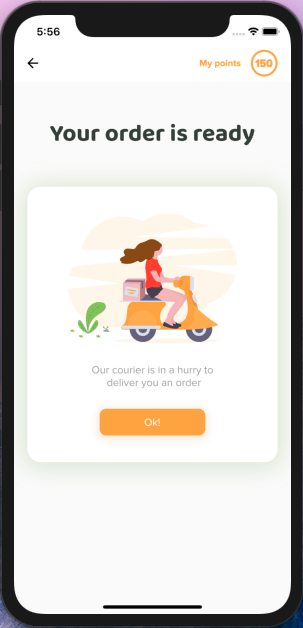 5:56
My points 150
Your order is ready
Our courier is in a hurry to
deliver you an order
Ok!